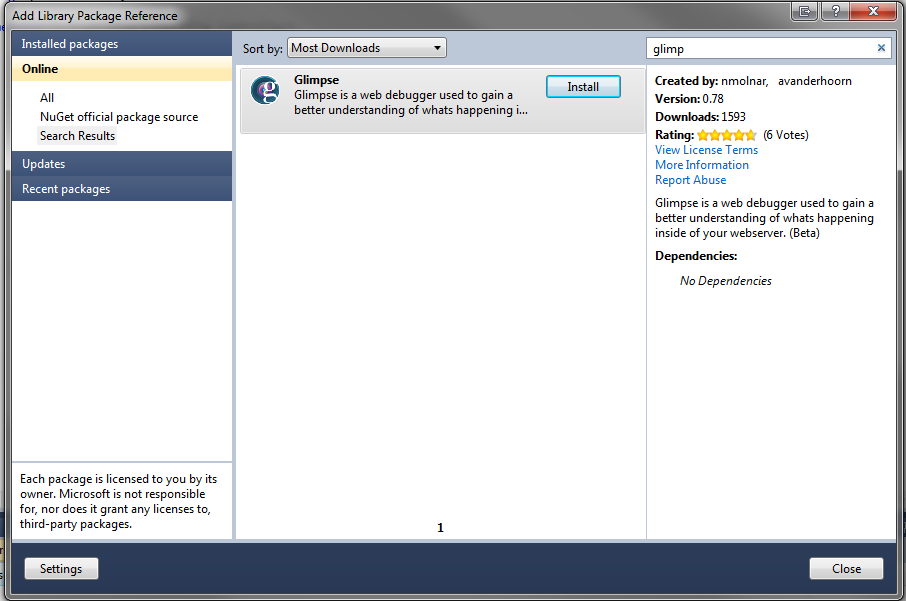 Add Library Package Reference
Installed packages
Online
All
NuGet official package source
Search Results
Updates
Recent packages
Each package is licensed to you by its
owner. Microsoft is not responsible
for, nor does it grant any licenses to,
third-party packages.
Settings
Sort by: Most Downloads
Glimpse
Glimpse is a web debugger used to gain a
better understanding of whats happening i...
Install
1
glimp
Created by: nmolnar, avanderhoorn
Version: 0.78
Downloads: 1593
Rating: (6 Votes)
View License Terms
More Information
Report Abuse
Glimpse is a web debugger used to gain a
better understanding of whats happening
inside of your webserver. (Beta)
Dependencies:
No Dependencies
Close